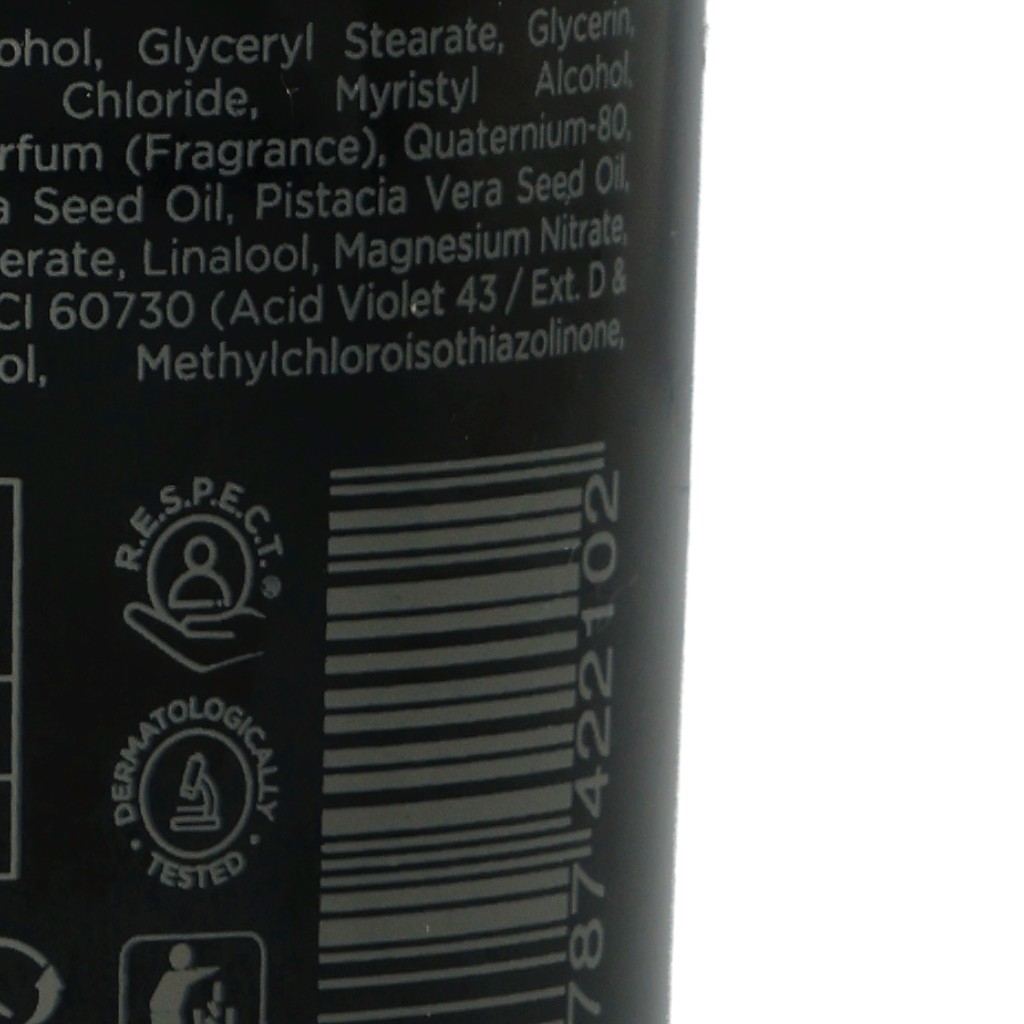 ohol, Glyceryl Stearate, Glycerin,
Chloride, Myristyl Alcohol,
rfum (Fragrance), Quaternium-80,
a Seed Oil, Pistacia Vera Seed Oil,
erate, Linalool, Magnesium Nitrate,
CI 60730 (Acid Violet 43 / Ext. D &
ol, Methylchloroisothiazolinone,
R.E.S.P.E.C.T.®
DERMATOLOGICALLY
• TESTED •
787 422102